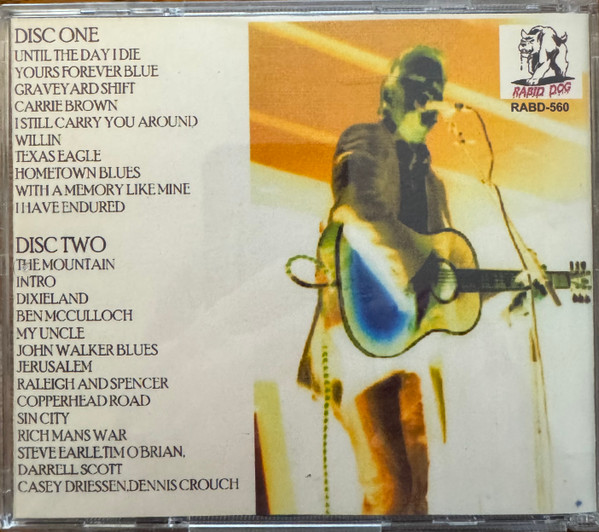 DISC ONE
UNTIL THE DAY I DIE
YOURS FOREVER BLUE
GRAVEYARD SHIFT
CARRIE BROWN
I STILL CARRY YOU AROUND
WILLIN
TEXAS EAGLE
HOMETOWN BLUES
WITH A MEMORY LIKE MINE
I HAVE ENDURED
DISC TWO
THE MOUNTAIN
INTRO
DIXIELAND
BEN MCCULLOCH
MY UNCLE
JOHN WALKER BLUES
JERUSALEM
RALEIGH AND SPENCER
COPPERHEAD ROAD
SIN CITY
RICH MANS WAR
STEVE EARLE,TIM O'BRIAN,
DARRELL SCOTT
CASEY DRIESSEN,DENNIS CROUCH
RABID DOG
RABD-560